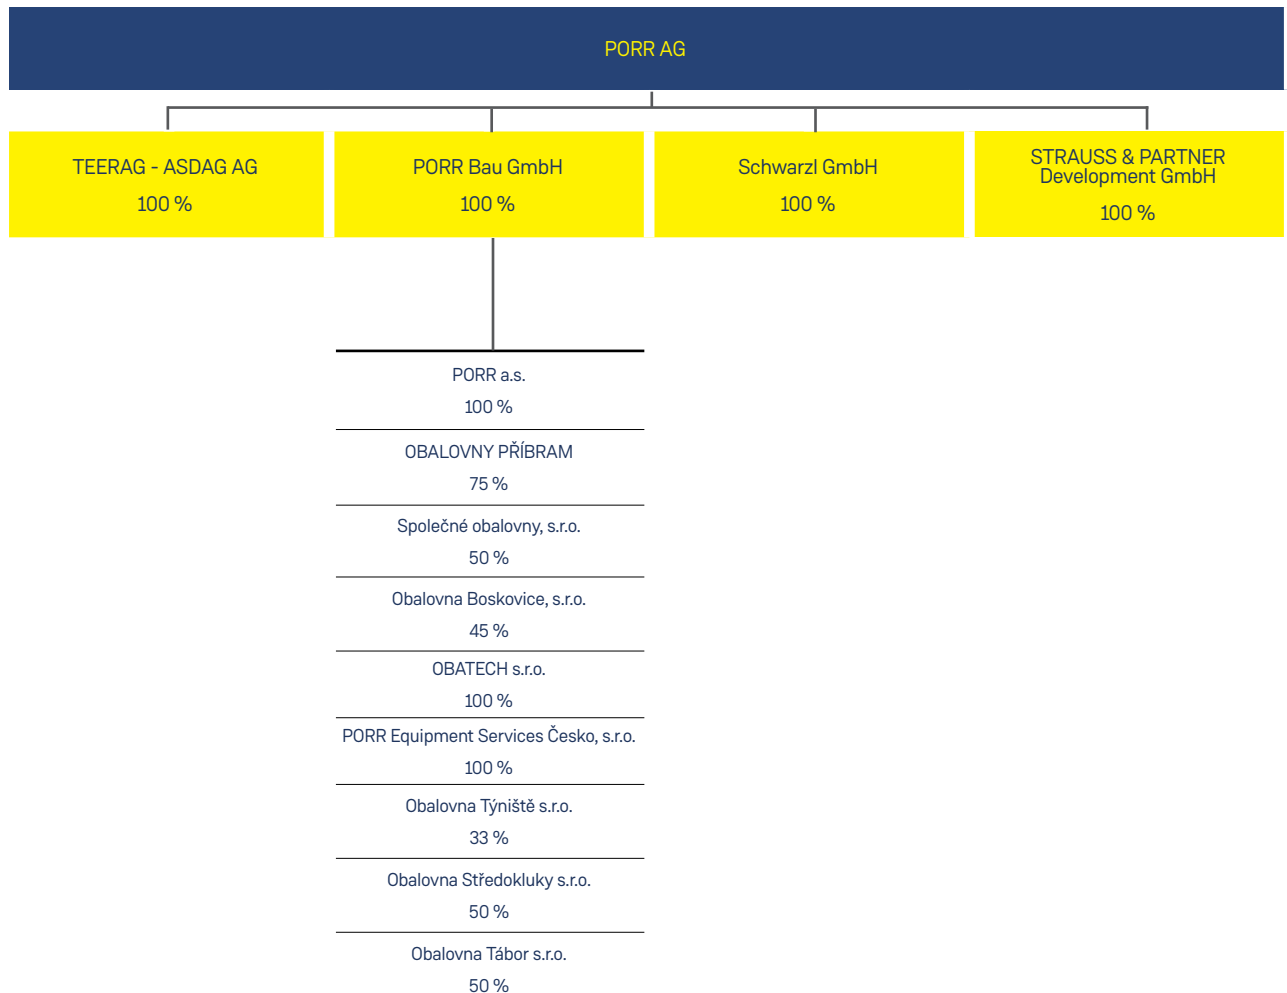 PORR AG
TEERAG - ASDAG AG
100 %
PORR Bau GmbH
100 %
Schwarzl GmbH
100 %
STRAUSS & PARTNER
Development GmbH
100 %
PORR a.s.
100 %
OBALOVNY PŘÍBRAM
75 %
Společné obalovny, s.r.o.
50 %
Obalovna Boskovice, s.r.o.
45 %
OBATECH s.r.o.
100 %
PORR Equipment Services Česko, s.r.o.
100 %
Obalovna Týniště s.r.o.
33 %
Obalovna Středokluky s.r.o.
50 %
Obalovna Tábor s.r.o.
50 %